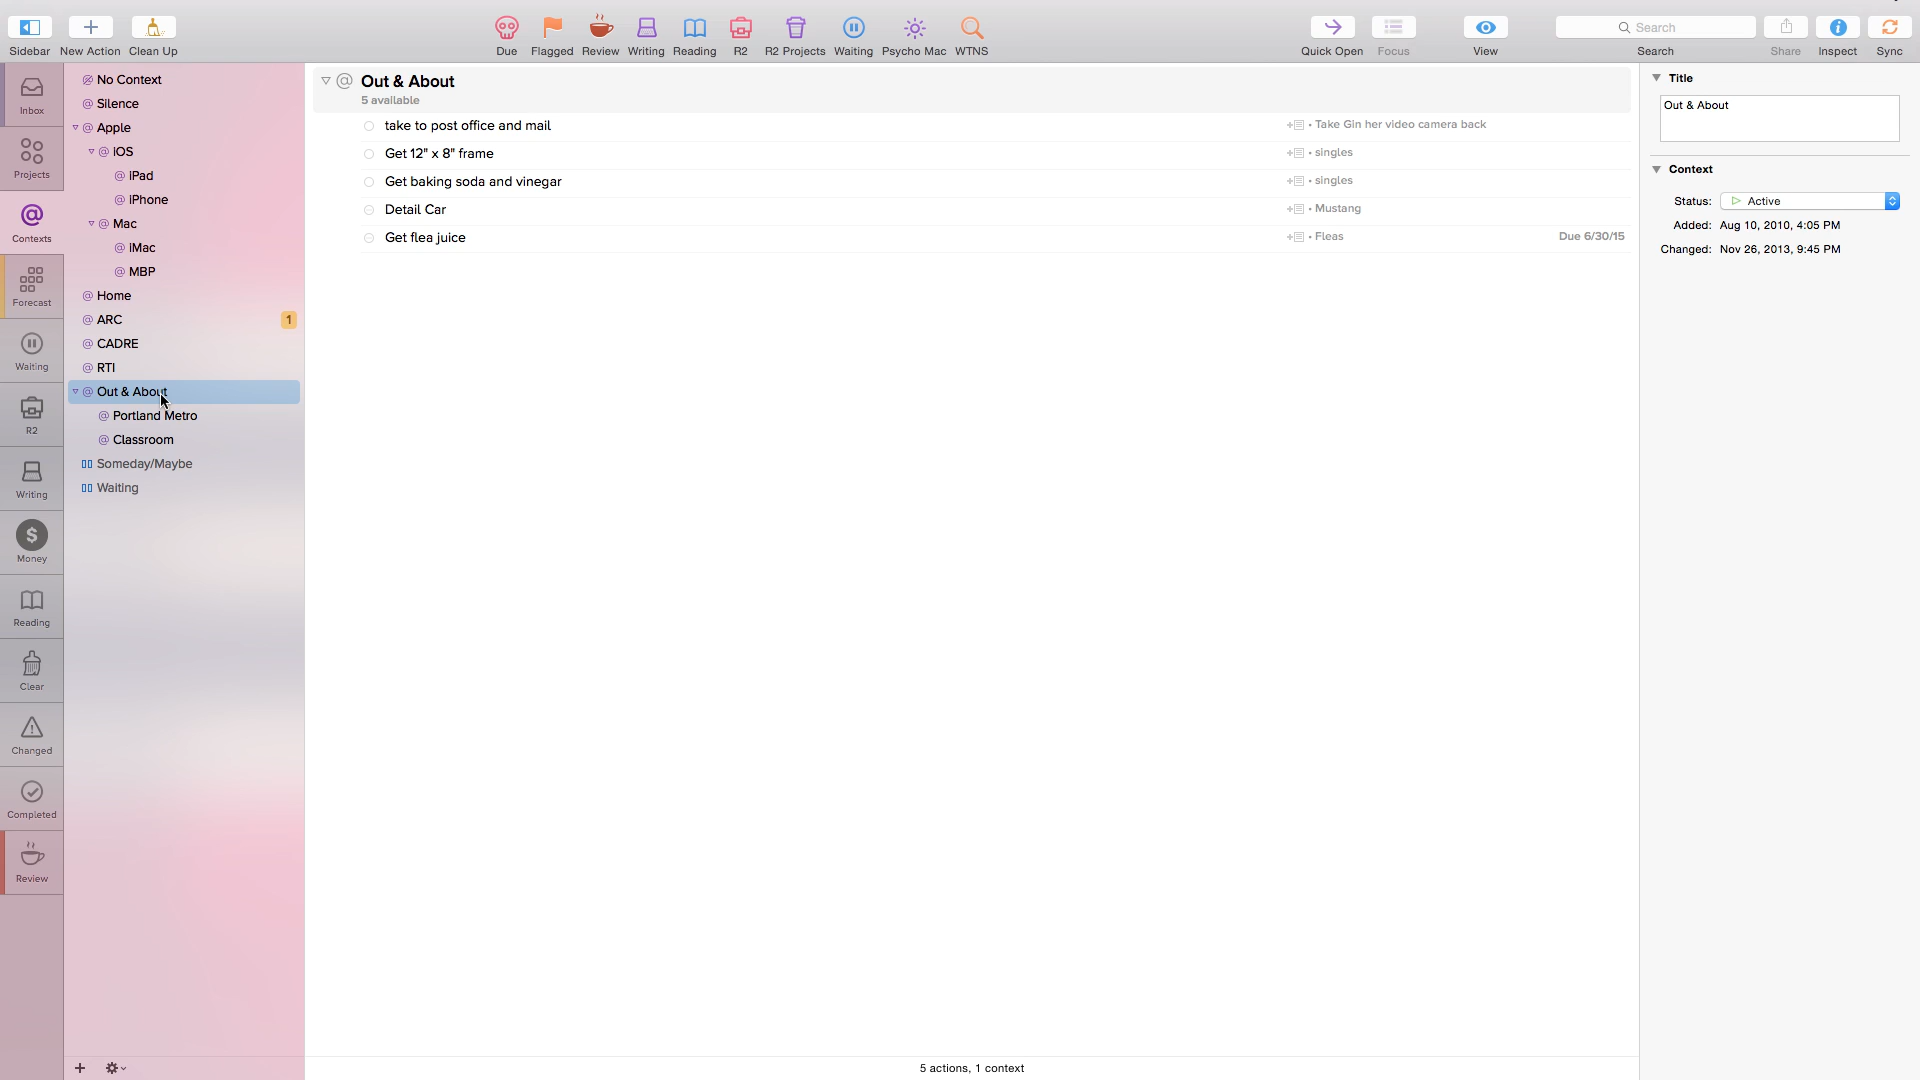 Sidebar New Action Clean Up Due Flagged Review Writing Reading R2 R2 Projects Waiting Psycho Mac WTNS Quick Open Focus View Search Search Share Inspect Sync
Inbox
Projects
@
Contexts
Forecast
Waiting
R2
Writing
$
Money
Reading
Clear
Changed
Completed
Review
No Context
@ Silence
@ Apple
@ iOS
@ iPad
@ iPhone
@ Mac
@ iMac
@ MBP
@ Home
@ ARC 1
@ CADRE
@ RTI
@ Out & About
@ Portland Metro
@ Classroom
Someday/Maybe
Waiting
@ Out & About
5 available
take to post office and mail • Take Gin her video camera back
Get 12" x 8" frame • singles
Get baking soda and vinegar • singles
Detail Car • Mustang
Get flea juice • Fleas Due 6/30/15
5 actions, 1 context
Title
Out & About
Context
Status: Active
Added: Aug 10, 2010, 4:05 PM
Changed: Nov 26, 2013, 9:45 PM